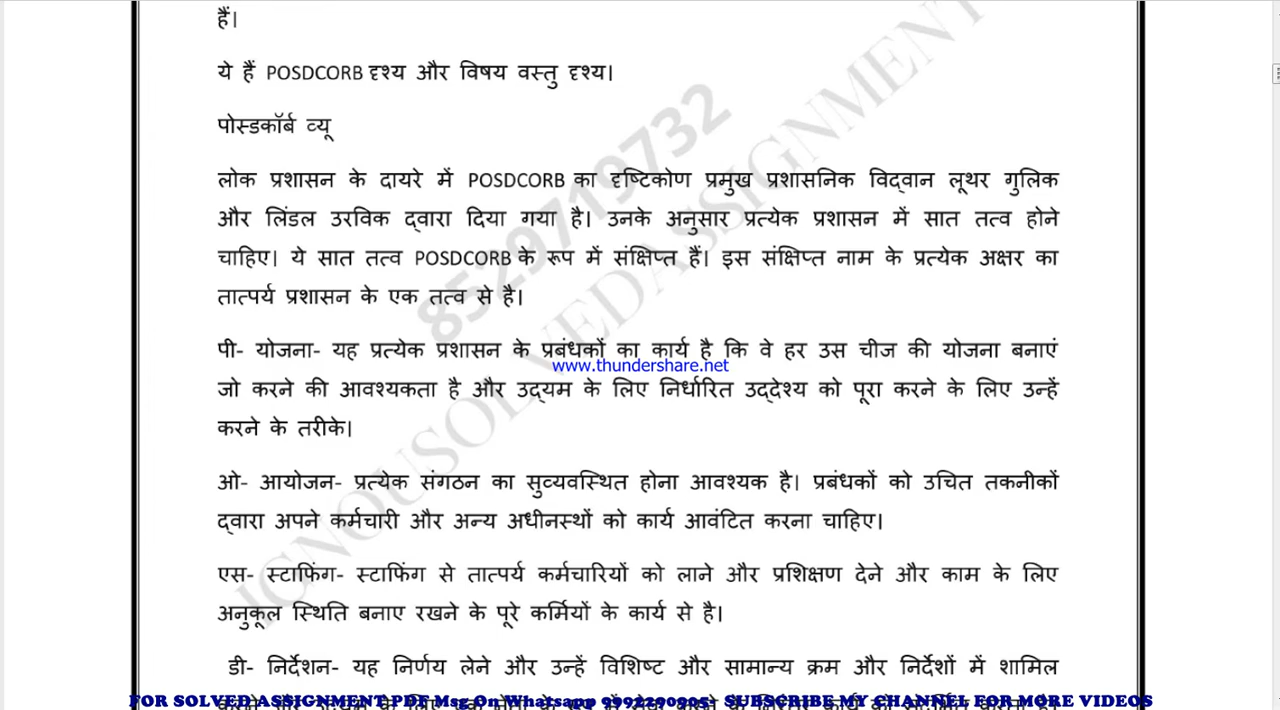 हैं।
ये हैं POSDCORB दृश्य और विषय वस्तु दृश्य।
पोस्डकॉर्ब व्यू
लोक प्रशासन के दायरे में POSDCORB का दृष्टिकोण प्रमुख प्रशासनिक विद्वान लूथर गुलिक
और लिंडल उरविक द्वारा दिया गया है। उनके अनुसार प्रत्येक प्रशासन में सात तत्व होने
चाहिए। ये सात तत्व POSDCORB के रूप में संक्षिप्त हैं। इस संक्षिप्त नाम के प्रत्येक अक्षर का
तात्पर्य प्रशासन के एक तत्व से है।
पी- योजना- यह प्रत्येक प्रशासन के प्रबंधकों का कार्य है कि वे हर उस चीज की योजना बनाएं
www.thundershare.net
जो करने की आवश्यकता है और उद्यम के लिए निर्धारित उद्देश्य को पूरा करने के लिए उन्हें
करने के तरीके।
ओ- आयोजन- प्रत्येक संगठन का सुव्यवस्थित होना आवश्यक है। प्रबंधकों को उचित तकनीकों
द्वारा अपने कर्मचारी और अन्य अधीनस्थों को कार्य आवंटित करना चाहिए।
एस- स्टाफिंग- स्टाफिंग से तात्पर्य कर्मचारियों को लाने और प्रशिक्षण देने और काम के लिए
अनुकूल स्थिति बनाए रखने के पूरे कर्मियों के कार्य से है।
डी- निर्देशन- यह निर्णय लेने और उन्हें विशिष्ट और सामान्य क्रम और निर्देशों में शामिल
FOR SOLVED ASSIGNMENT PDF Msg On Whatsapp 9992290905- SUBSCRIBE MY CHANNEL FOR MORE VIDEOS
8529719732
IGNOUSOLVEDASSIGNMENT